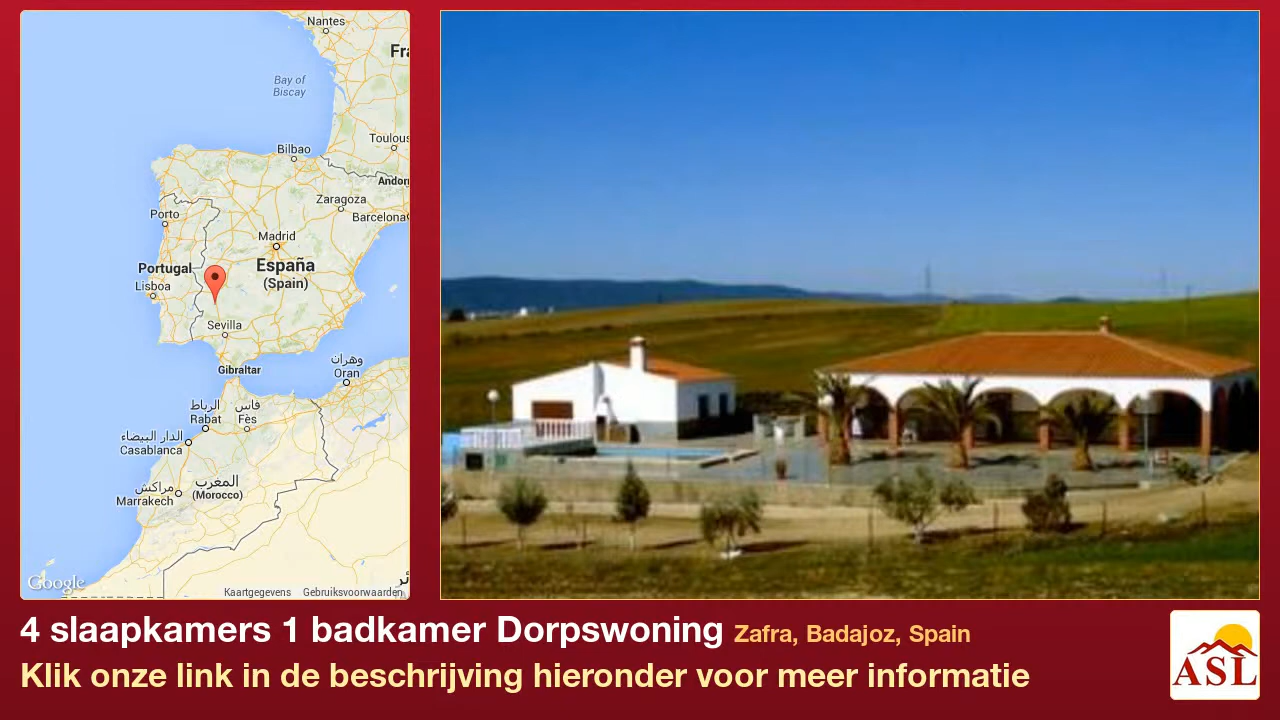 Nantes
Fra
Bay of
Biscay
Toulous
Bilbao
Andorr
Zaragoza
Barcelona
Porto
Madrid
Portugal
España
(Spain)
Lisboa
Sevilla
Gibraltar
وهران
Oran
الرباط
Rabat
فاس
Fès
الدار البيضاء
Casablanca
مراكش
Marrakech
المغرب
(Morocco)
Google
Kaartgegevens Gebruiksvoorwaarden
4 slaapkamers 1 badkamer Dorpswoning Zafra, Badajoz, Spain
Klik onze link in de beschrijving hieronder voor meer informatie
ASL